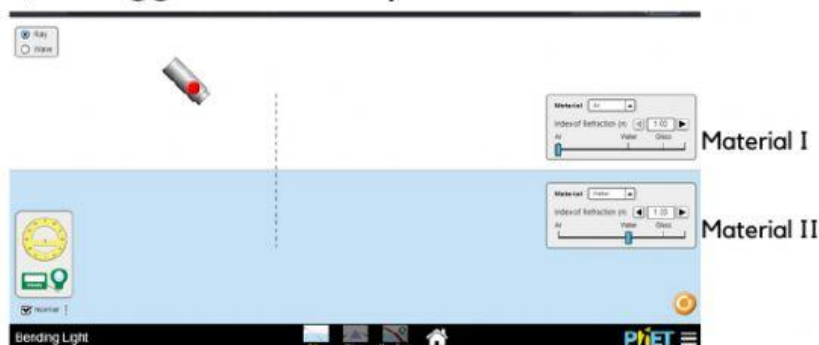 Ray
Wave
Material Air
Index of Refraction (n) 1.00
Air Water Glass
Material I
Material Water
Index of Refraction (n)
Air Water Glass
Material II
Normal
Bending Light
PhET